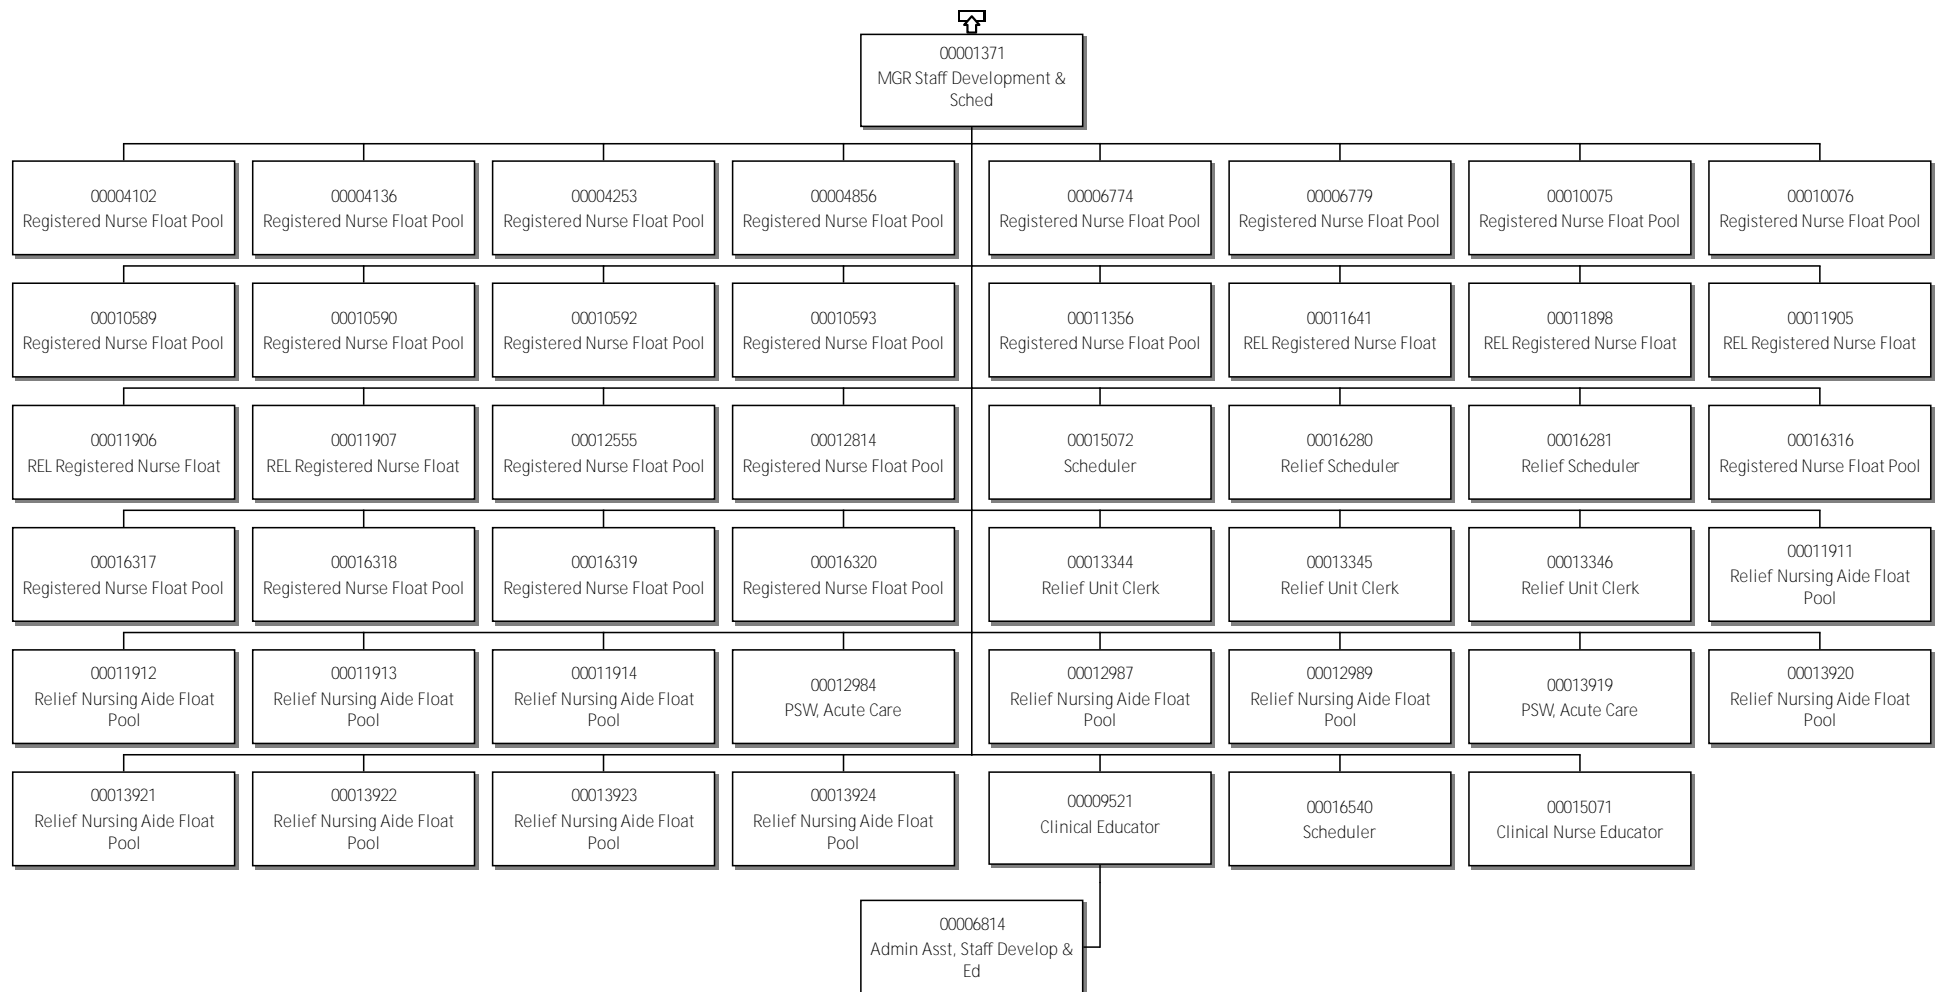 00001371
MGR Staff Development &
Sched
00004102
Registered Nurse Float Pool
00004136
Registered Nurse Float Pool
00004253
Registered Nurse Float Pool
00004856
Registered Nurse Float Pool
00006774
Registered Nurse Float Pool
00006779
Registered Nurse Float Pool
00010075
Registered Nurse Float Pool
00010076
Registered Nurse Float Pool
00010589
Registered Nurse Float Pool
00010590
Registered Nurse Float Pool
00010592
Registered Nurse Float Pool
00010593
Registered Nurse Float Pool
00011356
Registered Nurse Float Pool
00011641
REL Registered Nurse Float
00011898
REL Registered Nurse Float
00011905
REL Registered Nurse Float
00011906
REL Registered Nurse Float
00011907
REL Registered Nurse Float
00012555
Registered Nurse Float Pool
00012814
Registered Nurse Float Pool
00015072
Scheduler
00016280
Relief Scheduler
00016281
Relief Scheduler
00016316
Registered Nurse Float Pool
00016317
Registered Nurse Float Pool
00016318
Registered Nurse Float Pool
00016319
Registered Nurse Float Pool
00016320
Registered Nurse Float Pool
00013344
Relief Unit Clerk
00013345
Relief Unit Clerk
00013346
Relief Unit Clerk
00011911
Relief Nursing Aide Float
Pool
00011912
Relief Nursing Aide Float
Pool
00011913
Relief Nursing Aide Float
Pool
00011914
Relief Nursing Aide Float
Pool
00012984
PSW, Acute Care
00012987
Relief Nursing Aide Float
Pool
00012989
Relief Nursing Aide Float
Pool
00013919
PSW, Acute Care
00013920
Relief Nursing Aide Float
Pool
00013921
Relief Nursing Aide Float
Pool
00013922
Relief Nursing Aide Float
Pool
00013923
Relief Nursing Aide Float
Pool
00013924
Relief Nursing Aide Float
Pool
00009521
Clinical Educator
00016540
Scheduler
00015071
Clinical Nurse Educator
00006814
Admin Asst, Staff Develop &
Ed